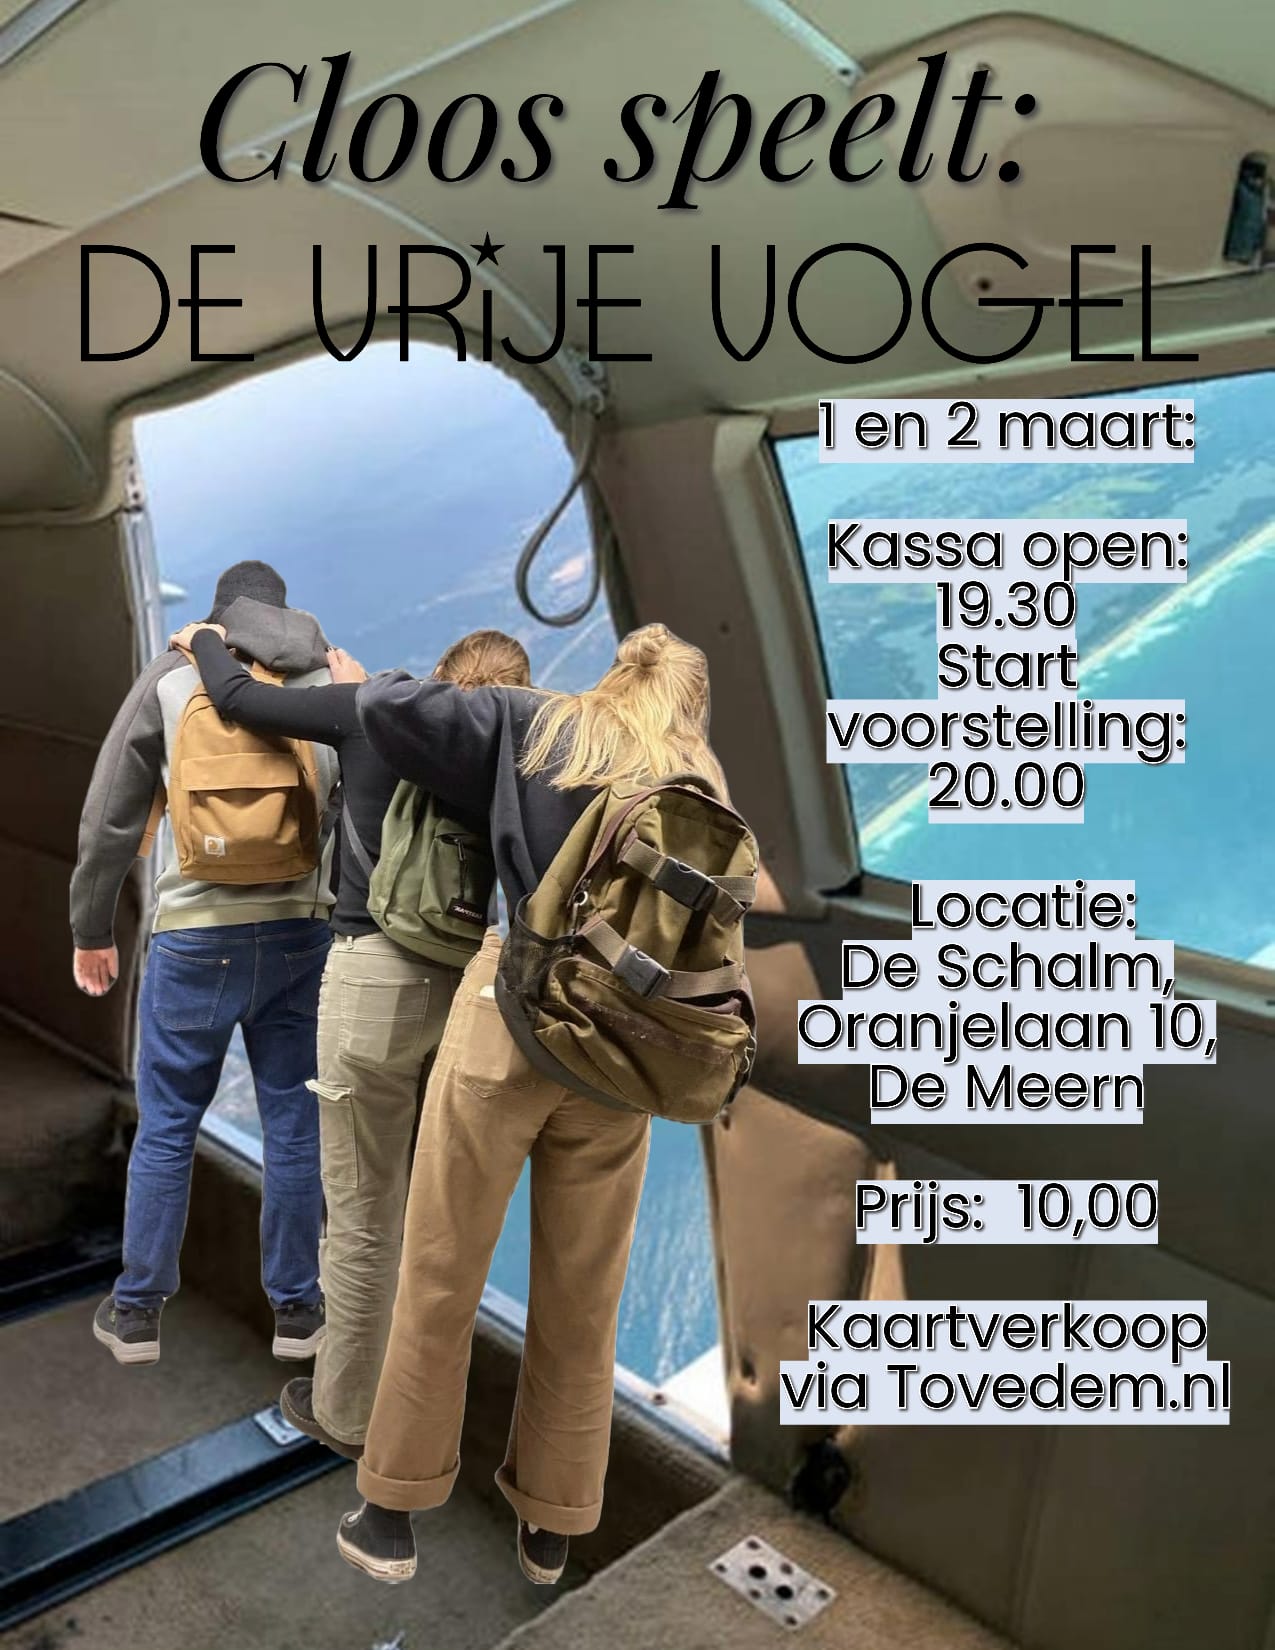 Cloos speelt:
DE VRiJE VOGEL
1 en 2 maart:
Kassa open:
19.30
Start
voorstelling:
20.00
Locatie:
De Schalm,
Oranjelaan 10,
De Meern
Prijs: 10,00
Kaartverkoop
via Tovedem.nl